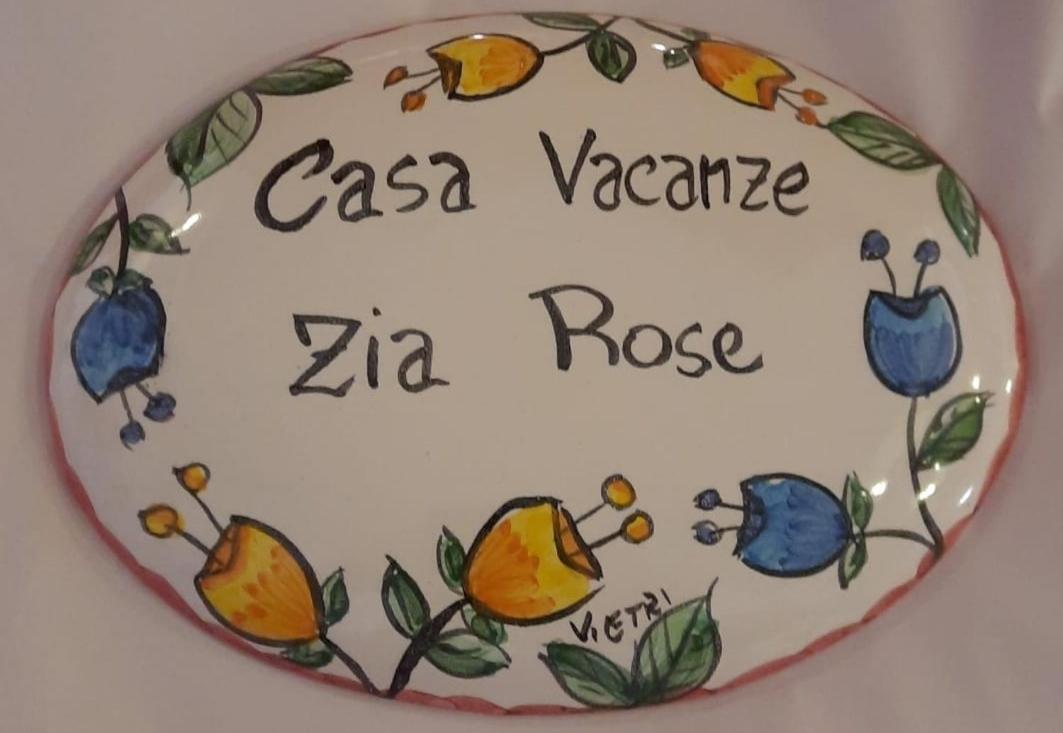 Casa Vacanze
Zia Rose
VIETRI